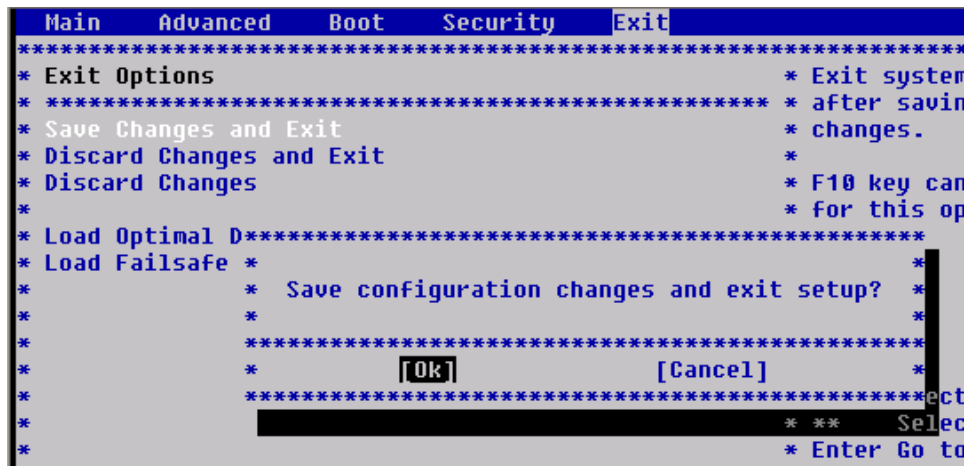 Main Advanced Boot Security Exit
*******************************************************************
* Exit Options * Exit system
* *************************************************** * after savin
* Save Changes and Exit * changes.
* Discard Changes and Exit *
* Discard Changes * F10 key can
* * for this op
* Load Optimal D************************************************
* Load Failsafe * *
* * Save configuration changes and exit setup? *
* * *
* ************************************************
* * [Ok] [Cancel] *
* ************************************************ect
* * ** Selec
* * Enter Go to